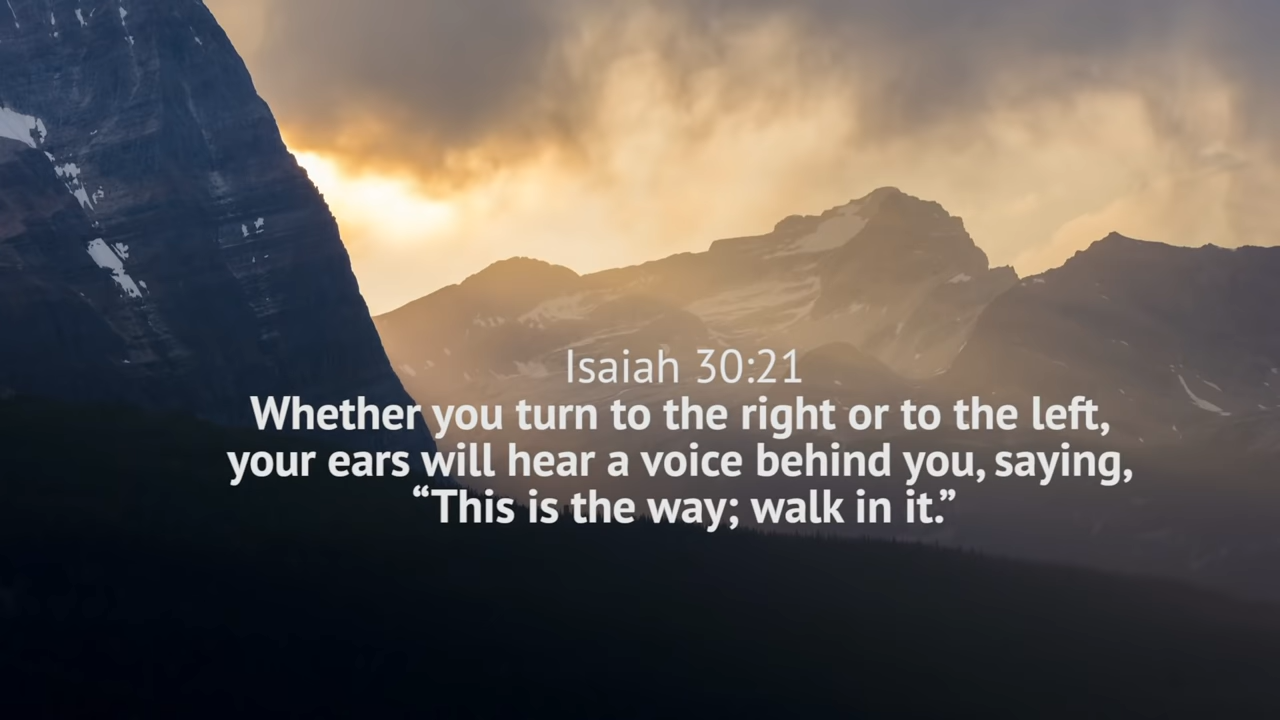 Isaiah 30:21
Whether you turn to the right or to the left,
your ears will hear a voice behind you, saying,
“This is the way; walk in it.”